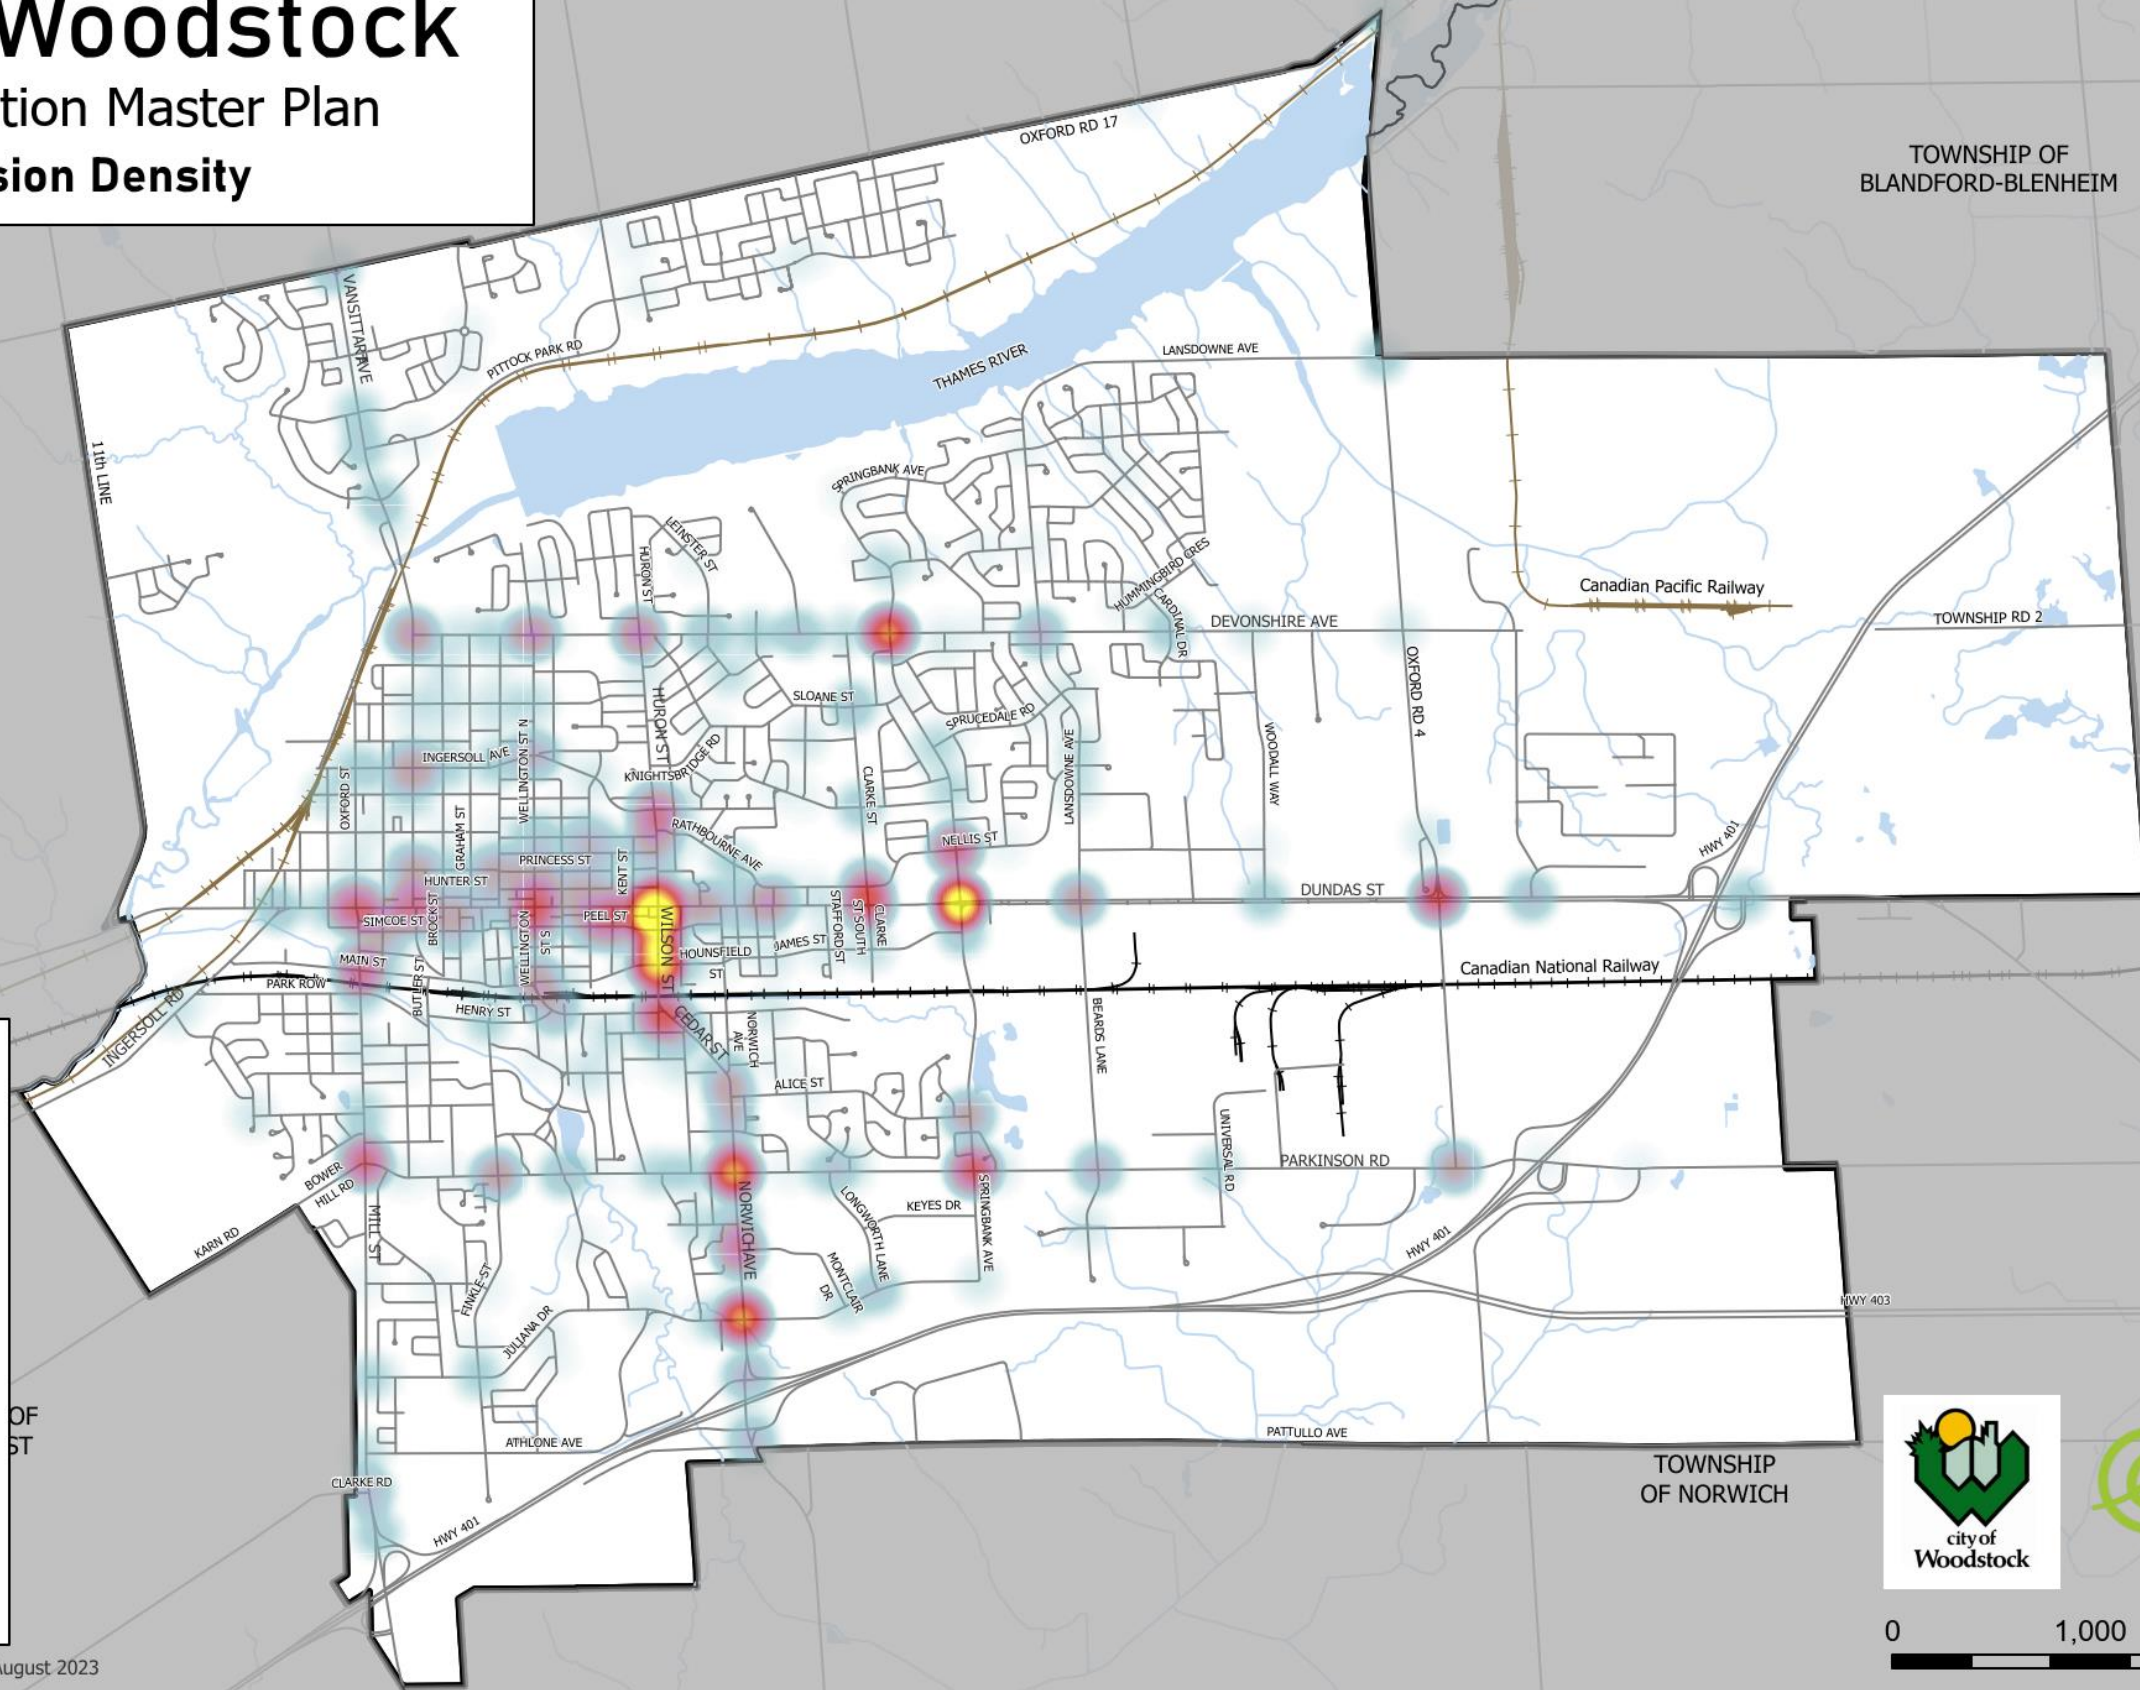 Woodstock
tion Master Plan
sion Density
TOWNSHIP OF
BLANDFORD-BLENHEIM
OXFORD RD 17
VANSITTART AVE
PITTOCK PARK RD
THAMES RIVER
LANSDOWNE AVE
11th LINE
SPRINGBANK AVE
LEINSTER ST
HURON ST
HUMMINGBIRD CRES
CARDINAL DR
DEVONSHIRE AVE
Canadian Pacific Railway
TOWNSHIP RD 2
OXFORD RD 4
HURON ST
SLOANE ST
SPRUCEDALE RD
WELLINGTON ST N
INGERSOLL AVE
KNIGHTSBRIDGE RD
OXFORD ST
CLARKE ST
LANSDOWNE AVE
WOODALL WAY
GRAHAM ST
RATHBOURNE AVE
NELLIS ST
HWY 401
PRINCESS ST
KENT ST
HUNTER ST
DUNDAS ST
SIMCOE ST
BROCK ST
WELLINGTON
ST S
PEEL ST
WILSON ST
STAFFORD ST
CLARKE
ST SOUTH
HOUNSFIELD
ST
JAMES ST
MAIN ST
PARK ROW
BUTLER ST
HENRY ST
Canadian National Railway
INGERSOLL RD
CEDAR ST
NORWICH
AVE
BEARDS LANE
ALICE ST
UNIVERSAL RD
PARKINSON RD
BOWER
HILL RD
KARN RD
MILL ST
NORWICH AVE
LONGWORTH LANE
KEYES DR
SPRINGBANK AVE
MONTCLAIR
DR
FINKLE ST
JULIANA DR
HWY 401
HWY 403
ATHLONE AVE
PATTULLO AVE
CLARKE RD
HWY 401
TOWNSHIP
OF NORWICH
OF
ST
city of
Woodstock
0 1,000
August 2023